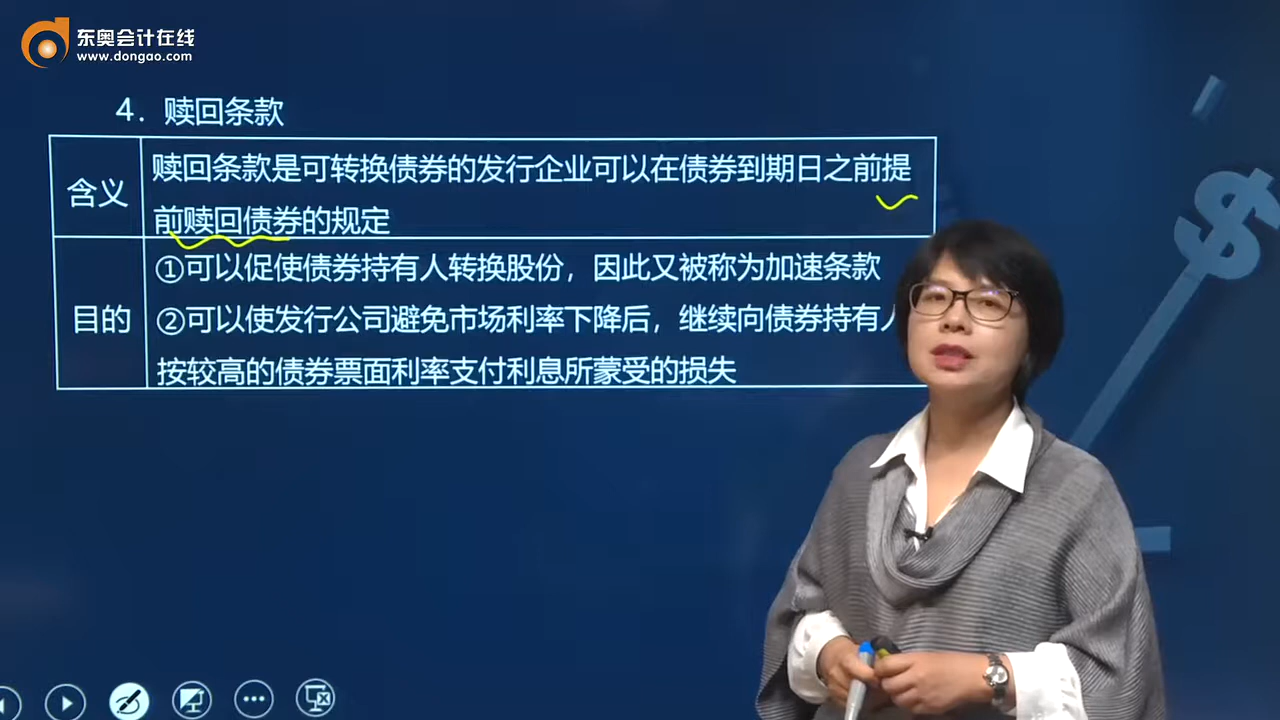 东奥会计在线
www.dongao.com
4. 赎回条款
含义
赎回条款是可转换债券的发行企业可以在债券到期日之前提
前赎回债券的规定
目的
①可以促使债券持有人转换股份，因此又被称为加速条款
②可以使发行公司避免市场利率下降后，继续向债券持有人
按较高的债券票面利率支付利息所蒙受的损失